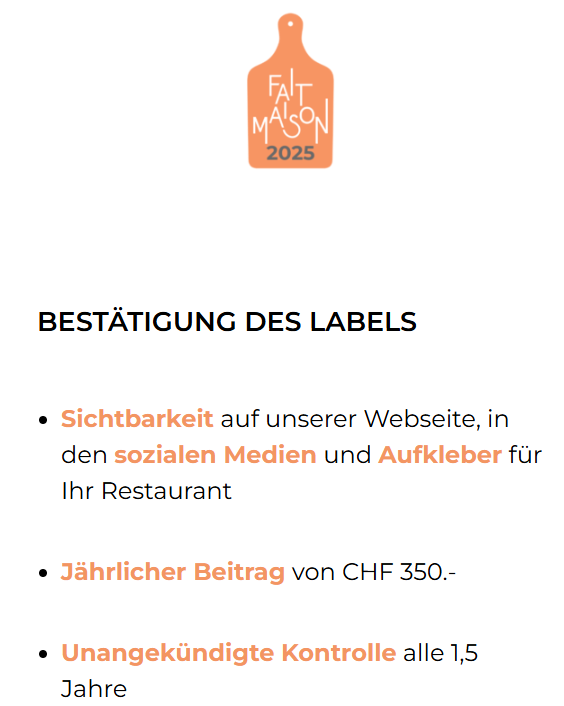 FAIT
MAISON
2025
BESTÄTIGUNG DES LABELS
• Sichtbarkeit auf unserer Webseite, in
den sozialen Medien und Aufkleber für
Ihr Restaurant
• Jährlicher Beitrag von CHF 350.-
• Unangekündigte Kontrolle alle 1,5
Jahre